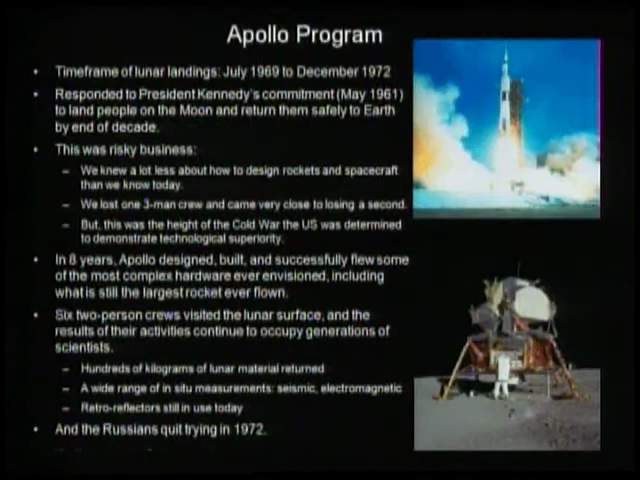 Apollo Program
• Timeframe of lunar landings: July 1969 to December 1972
• Responded to President Kennedy's commitment (May 1961)
to land people on the Moon and return them safely to Earth
by end of decade.
• This was risky business:
– We knew a lot less about how to design rockets and spacecraft
than we know today.
– We lost one 3-man crew and came very close to losing a second.
– But, this was the height of the Cold War the US was determined
to demonstrate technological superiority.
• In 8 years, Apollo designed, built, and successfully flew some
of the most complex hardware ever envisioned, including
what is still the largest rocket ever flown.
• Six two-person crews visited the lunar surface, and the
results of their activities continue to occupy generations of
scientists.
– Hundreds of kilograms of lunar material returned
– A wide range of in situ measurements: seismic, electromagnetic
– Retro-reflectors still in use today
• And the Russians quit trying in 1972.